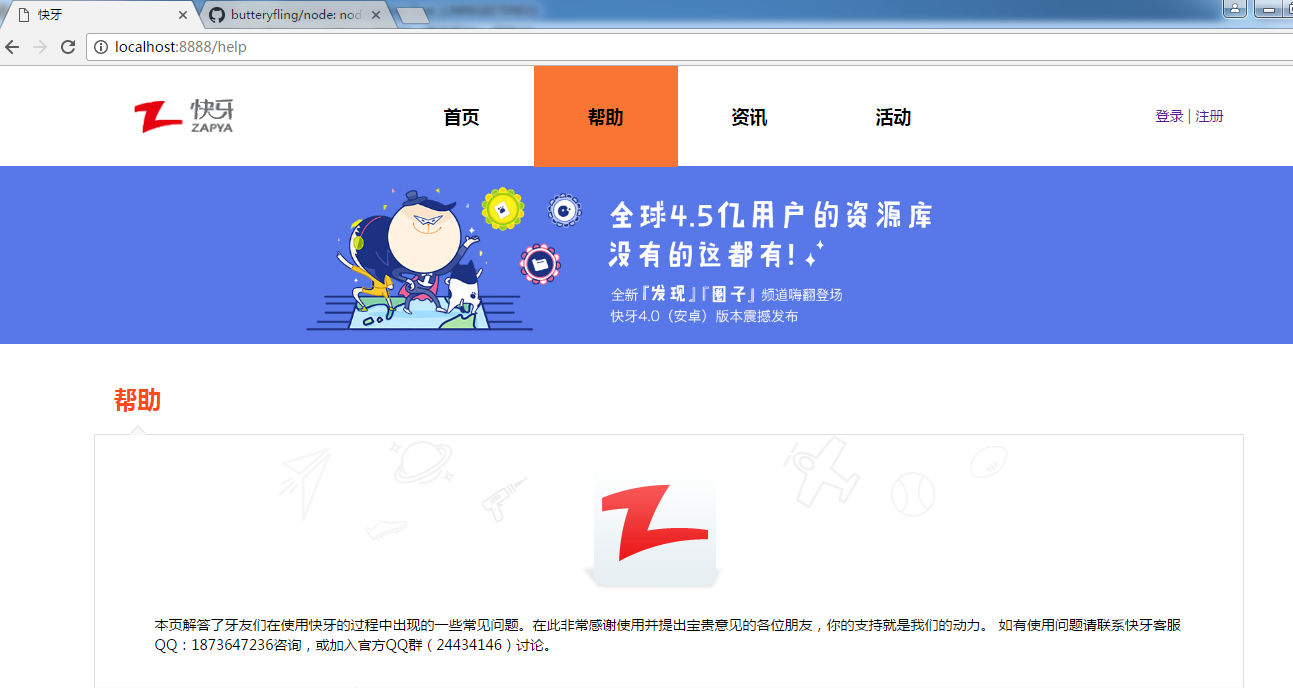 快牙
butteryfling/node: nod
localhost:8888/help
快牙
ZAPYA
首页
帮助
资讯
活动
登录 | 注册
全球4.5亿用户的资源库
没有的这都有!
全新『发现』『圈子』频道嗨翻登场
快牙4.0（安卓）版本震撼发布
帮助
本页解答了牙友们在使用快牙的过程中出现的一些常见问题。在此非常感谢使用并提出宝贵意见的各位朋友，你的支持就是我们的动力。 如有使用问题请联系快牙客服
QQ：1873647236咨询，或加入官方QQ群（24434146）讨论。